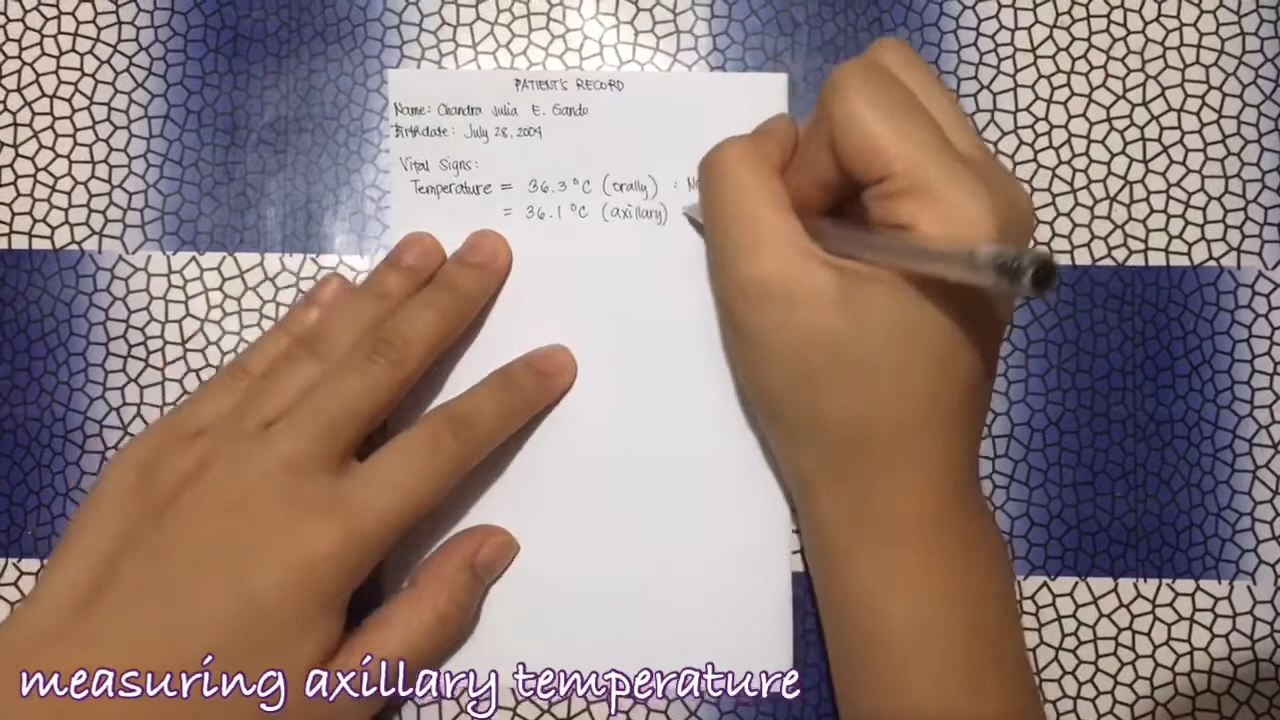 PATIENT'S RECORD
Name: Chandra Julia E. Gando
Birthdate: July 28, 2004
Vital Signs:
Temperature = 36.3 °C (orally) :
= 36.1 °C (axillary)
measuring axillary temperature